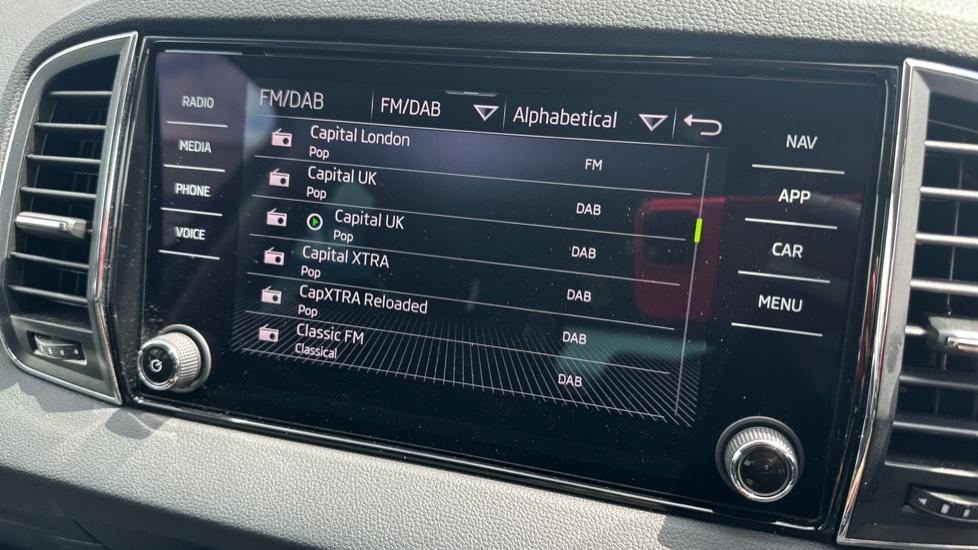 RADIO
MEDIA
PHONE
VOICE
FM/DAB FM/DAB Alphabetical
Capital London
Pop FM
Capital UK
Pop DAB
Capital UK
Pop DAB
Capital XTRA
Pop DAB
CapXTRA Reloaded
Pop DAB
Classic FM
Classical DAB
NAV
APP
CAR
MENU